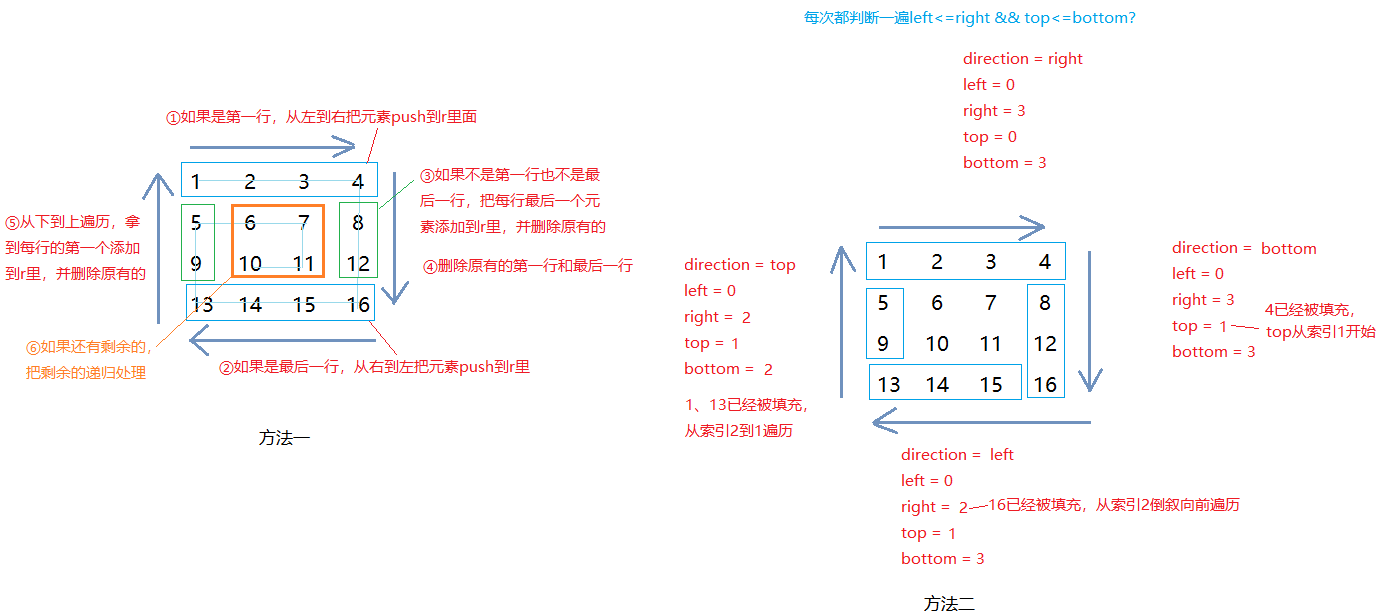 每次都判断一遍left<=right && top<=bottom?
①如果是第一行，从左到右把元素push到r里面
1 2 3 4
5 6 7 8
9 10 11 12
13 14 15 16
③如果不是第一行也不是最
后一行，把每行最后一个元
素添加到r里，并删除原有的
④删除原有的第一行和最后一行
⑤从下到上遍历，拿
到每行的第一个添加
到r里，并删除原有的
⑥如果还有剩余的，
把剩余的递归处理
②如果是最后一行，从右到左把元素push到r里
方法一
direction = right
left = 0
right = 3
top = 0
bottom = 3
1 2 3 4
5 6 7 8
9 10 11 12
13 14 15 16
direction = bottom
left = 0
right = 3
top = 1
bottom = 3
4已经被填充，
top从索引1开始
direction = left
left = 0
right = 2
top = 1
bottom = 3
16已经被填充，从索引2倒叙向前遍历
direction = top
left = 0
right = 2
top = 1
bottom = 2
1、13已经被填充，
从索引2到1遍历
方法二